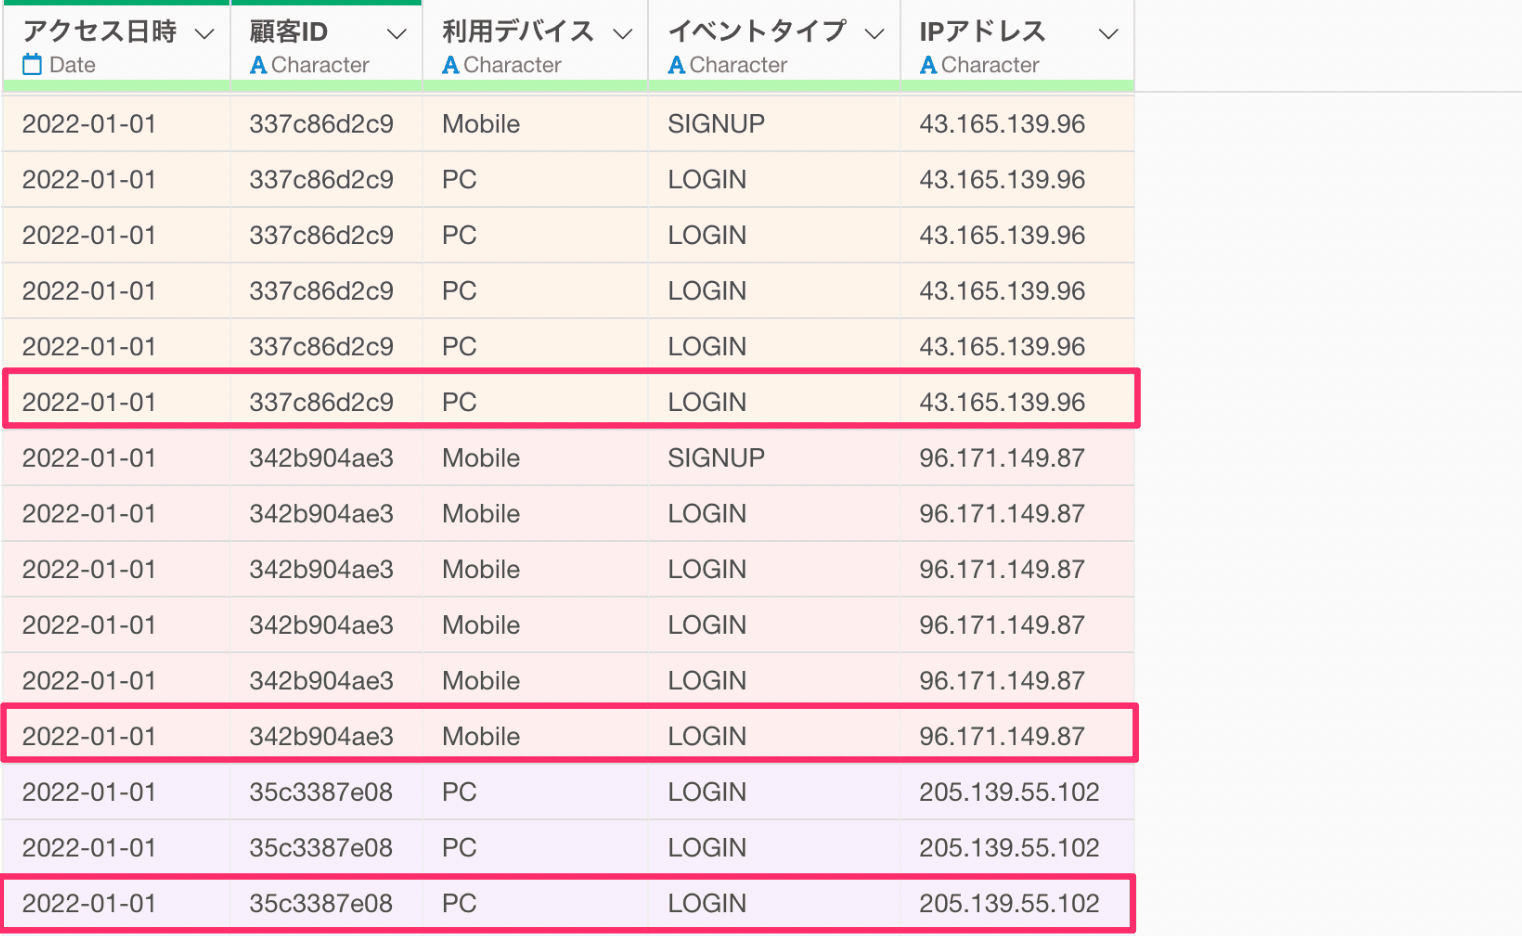 アクセス日時 顧客ID 利用デバイス イベントタイプ IPアドレス
Date Character Character Character Character
2022-01-01 337c86d2c9 Mobile SIGNUP 43.165.139.96
2022-01-01 337c86d2c9 PC LOGIN 43.165.139.96
2022-01-01 337c86d2c9 PC LOGIN 43.165.139.96
2022-01-01 337c86d2c9 PC LOGIN 43.165.139.96
2022-01-01 337c86d2c9 PC LOGIN 43.165.139.96
2022-01-01 337c86d2c9 PC LOGIN 43.165.139.96
2022-01-01 342b904ae3 Mobile SIGNUP 96.171.149.87
2022-01-01 342b904ae3 Mobile LOGIN 96.171.149.87
2022-01-01 342b904ae3 Mobile LOGIN 96.171.149.87
2022-01-01 342b904ae3 Mobile LOGIN 96.171.149.87
2022-01-01 342b904ae3 Mobile LOGIN 96.171.149.87
2022-01-01 342b904ae3 Mobile LOGIN 96.171.149.87
2022-01-01 35c3387e08 PC LOGIN 205.139.55.102
2022-01-01 35c3387e08 PC LOGIN 205.139.55.102
2022-01-01 35c3387e08 PC LOGIN 205.139.55.102